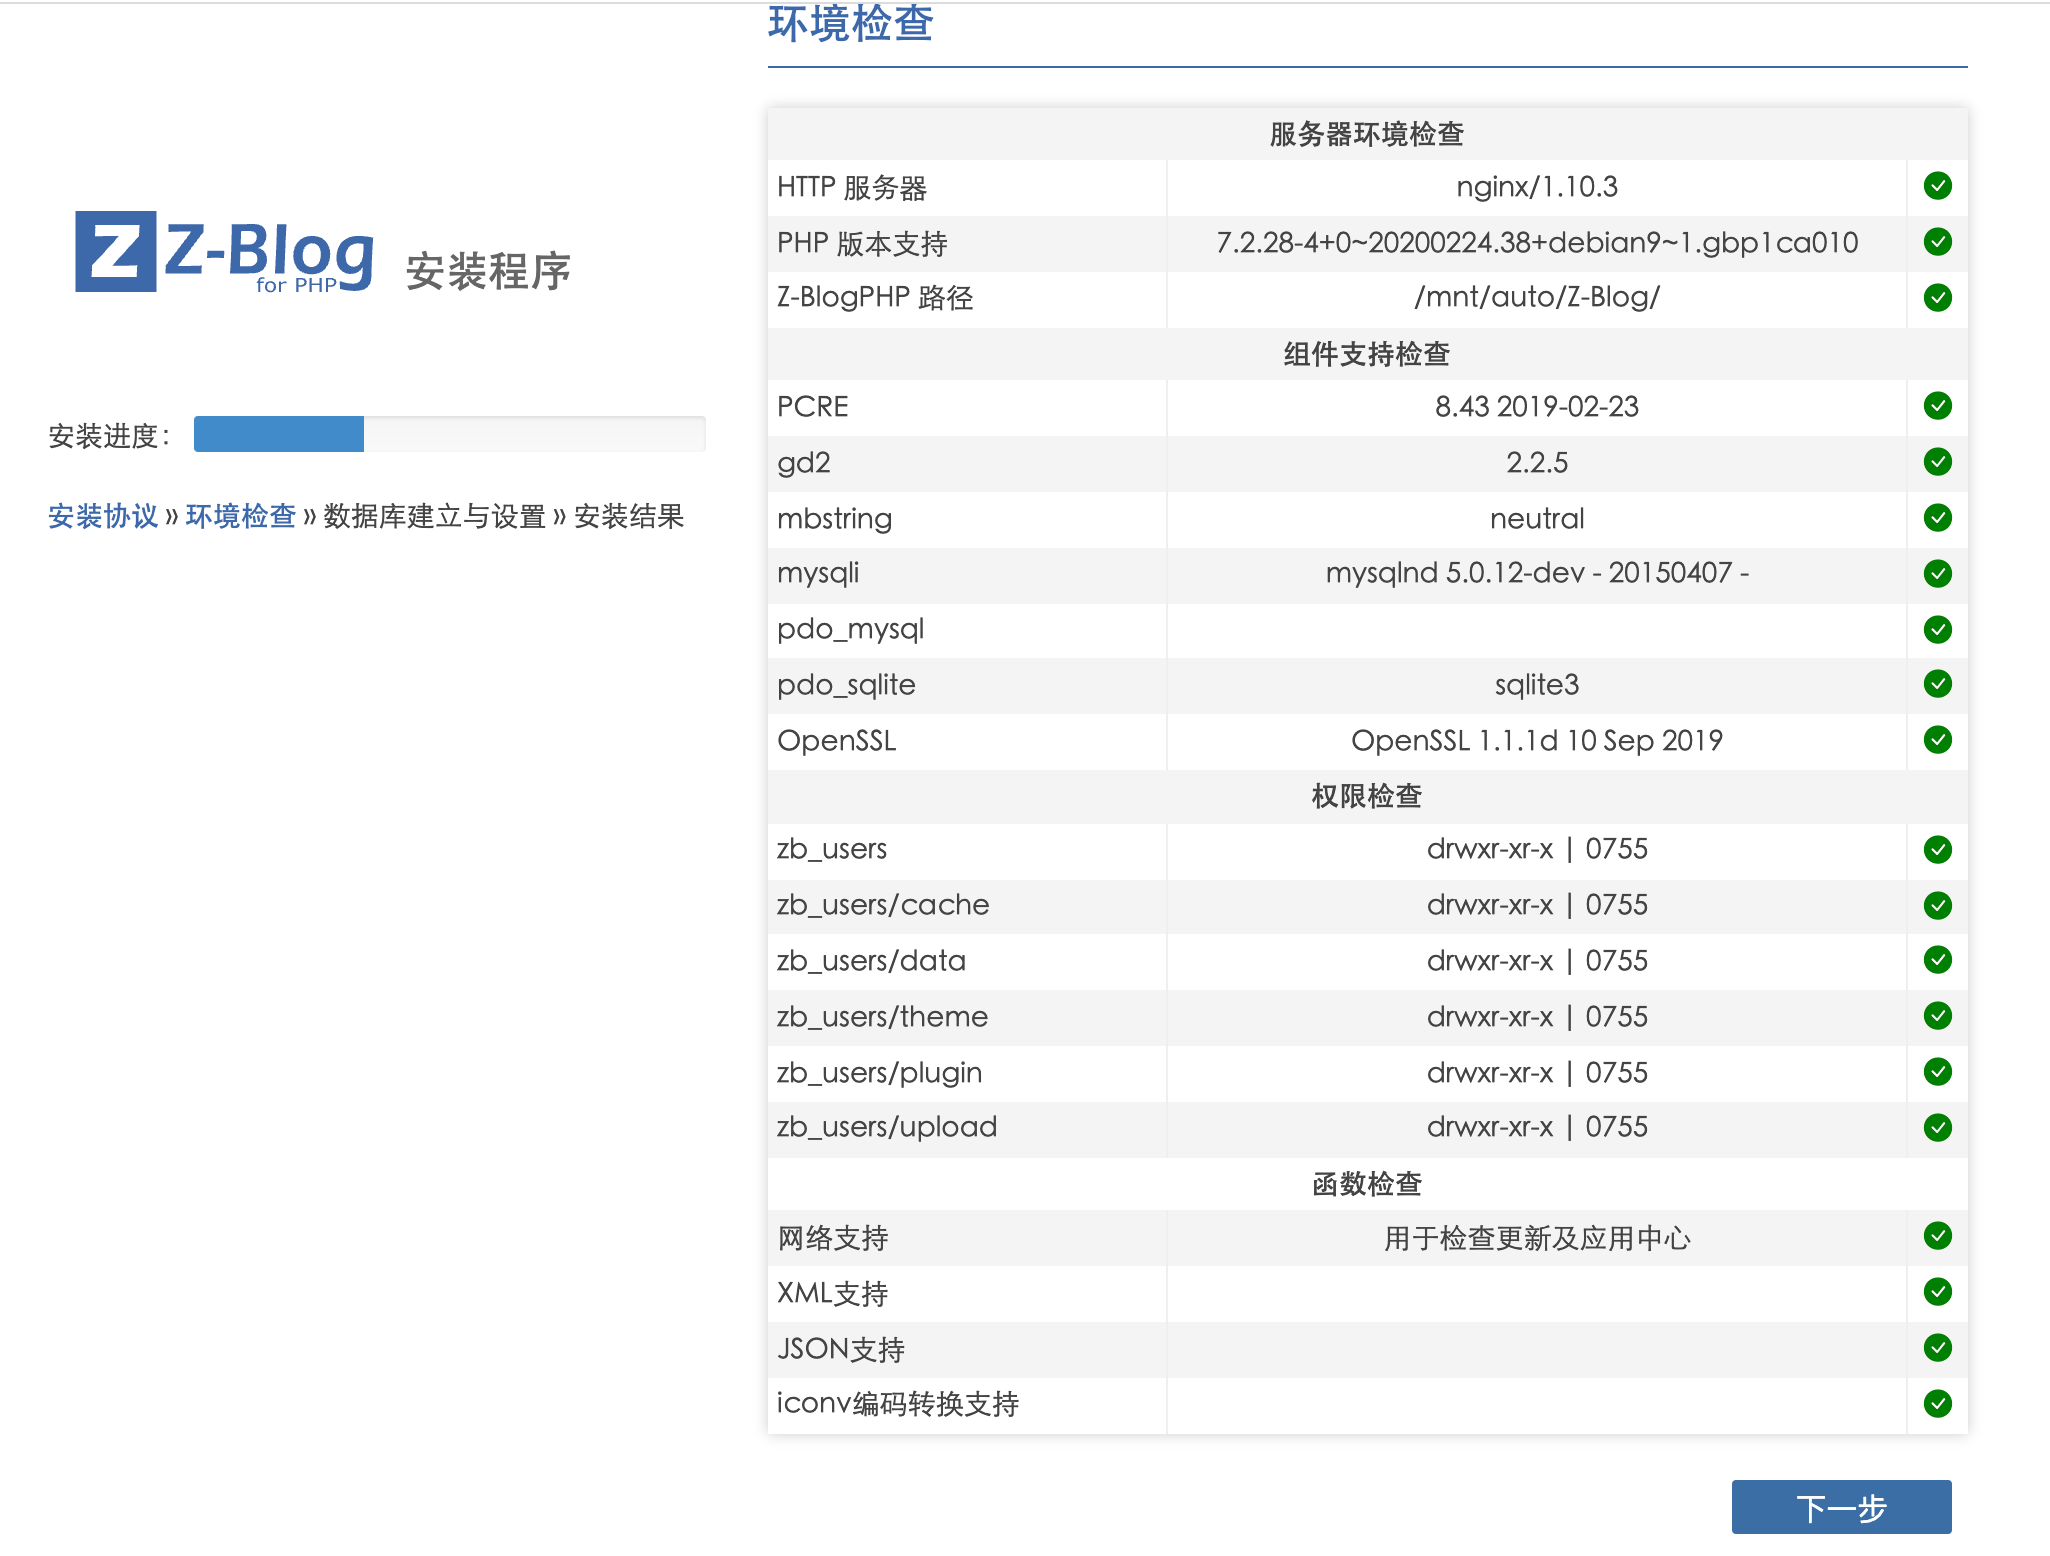 环境检查
Z Z-Blog for PHP 安装程序
安装进度：
安装协议 » 环境检查 » 数据库建立与设置 » 安装结果
服务器环境检查
HTTP 服务器 nginx/1.10.3
PHP 版本支持 7.2.28-4+0~20200224.38+debian9~1.gbp1ca010
Z-BlogPHP 路径 /mnt/auto/Z-Blog/
组件支持检查
PCRE 8.43 2019-02-23
gd2 2.2.5
mbstring neutral
mysqli mysqlnd 5.0.12-dev - 20150407 -
pdo_mysql
pdo_sqlite sqlite3
OpenSSL OpenSSL 1.1.1d 10 Sep 2019
权限检查
zb_users drwxr-xr-x | 0755
zb_users/cache drwxr-xr-x | 0755
zb_users/data drwxr-xr-x | 0755
zb_users/theme drwxr-xr-x | 0755
zb_users/plugin drwxr-xr-x | 0755
zb_users/upload drwxr-xr-x | 0755
函数检查
网络支持 用于检查更新及应用中心
XML支持
JSON支持
iconv编码转换支持
下一步